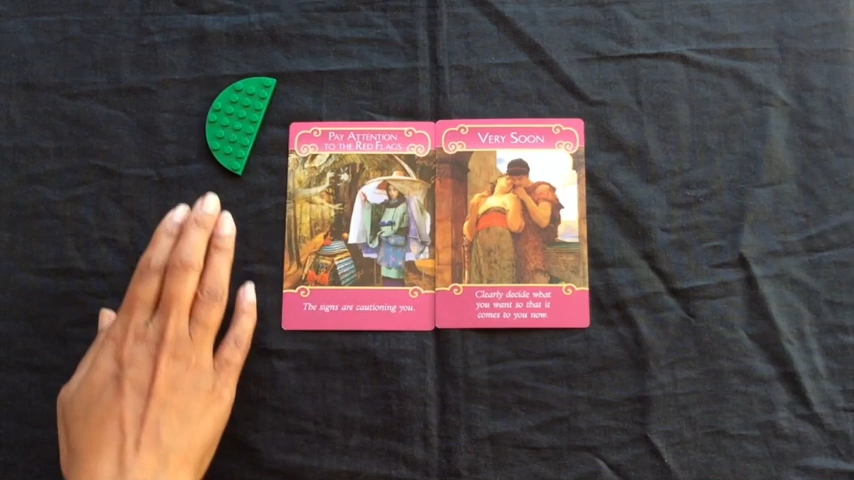 PAY ATTENTION
TO THE RED FLAGS
The signs are cautioning you.
VERY SOON
Clearly decide what
you want so that it
comes to you now.